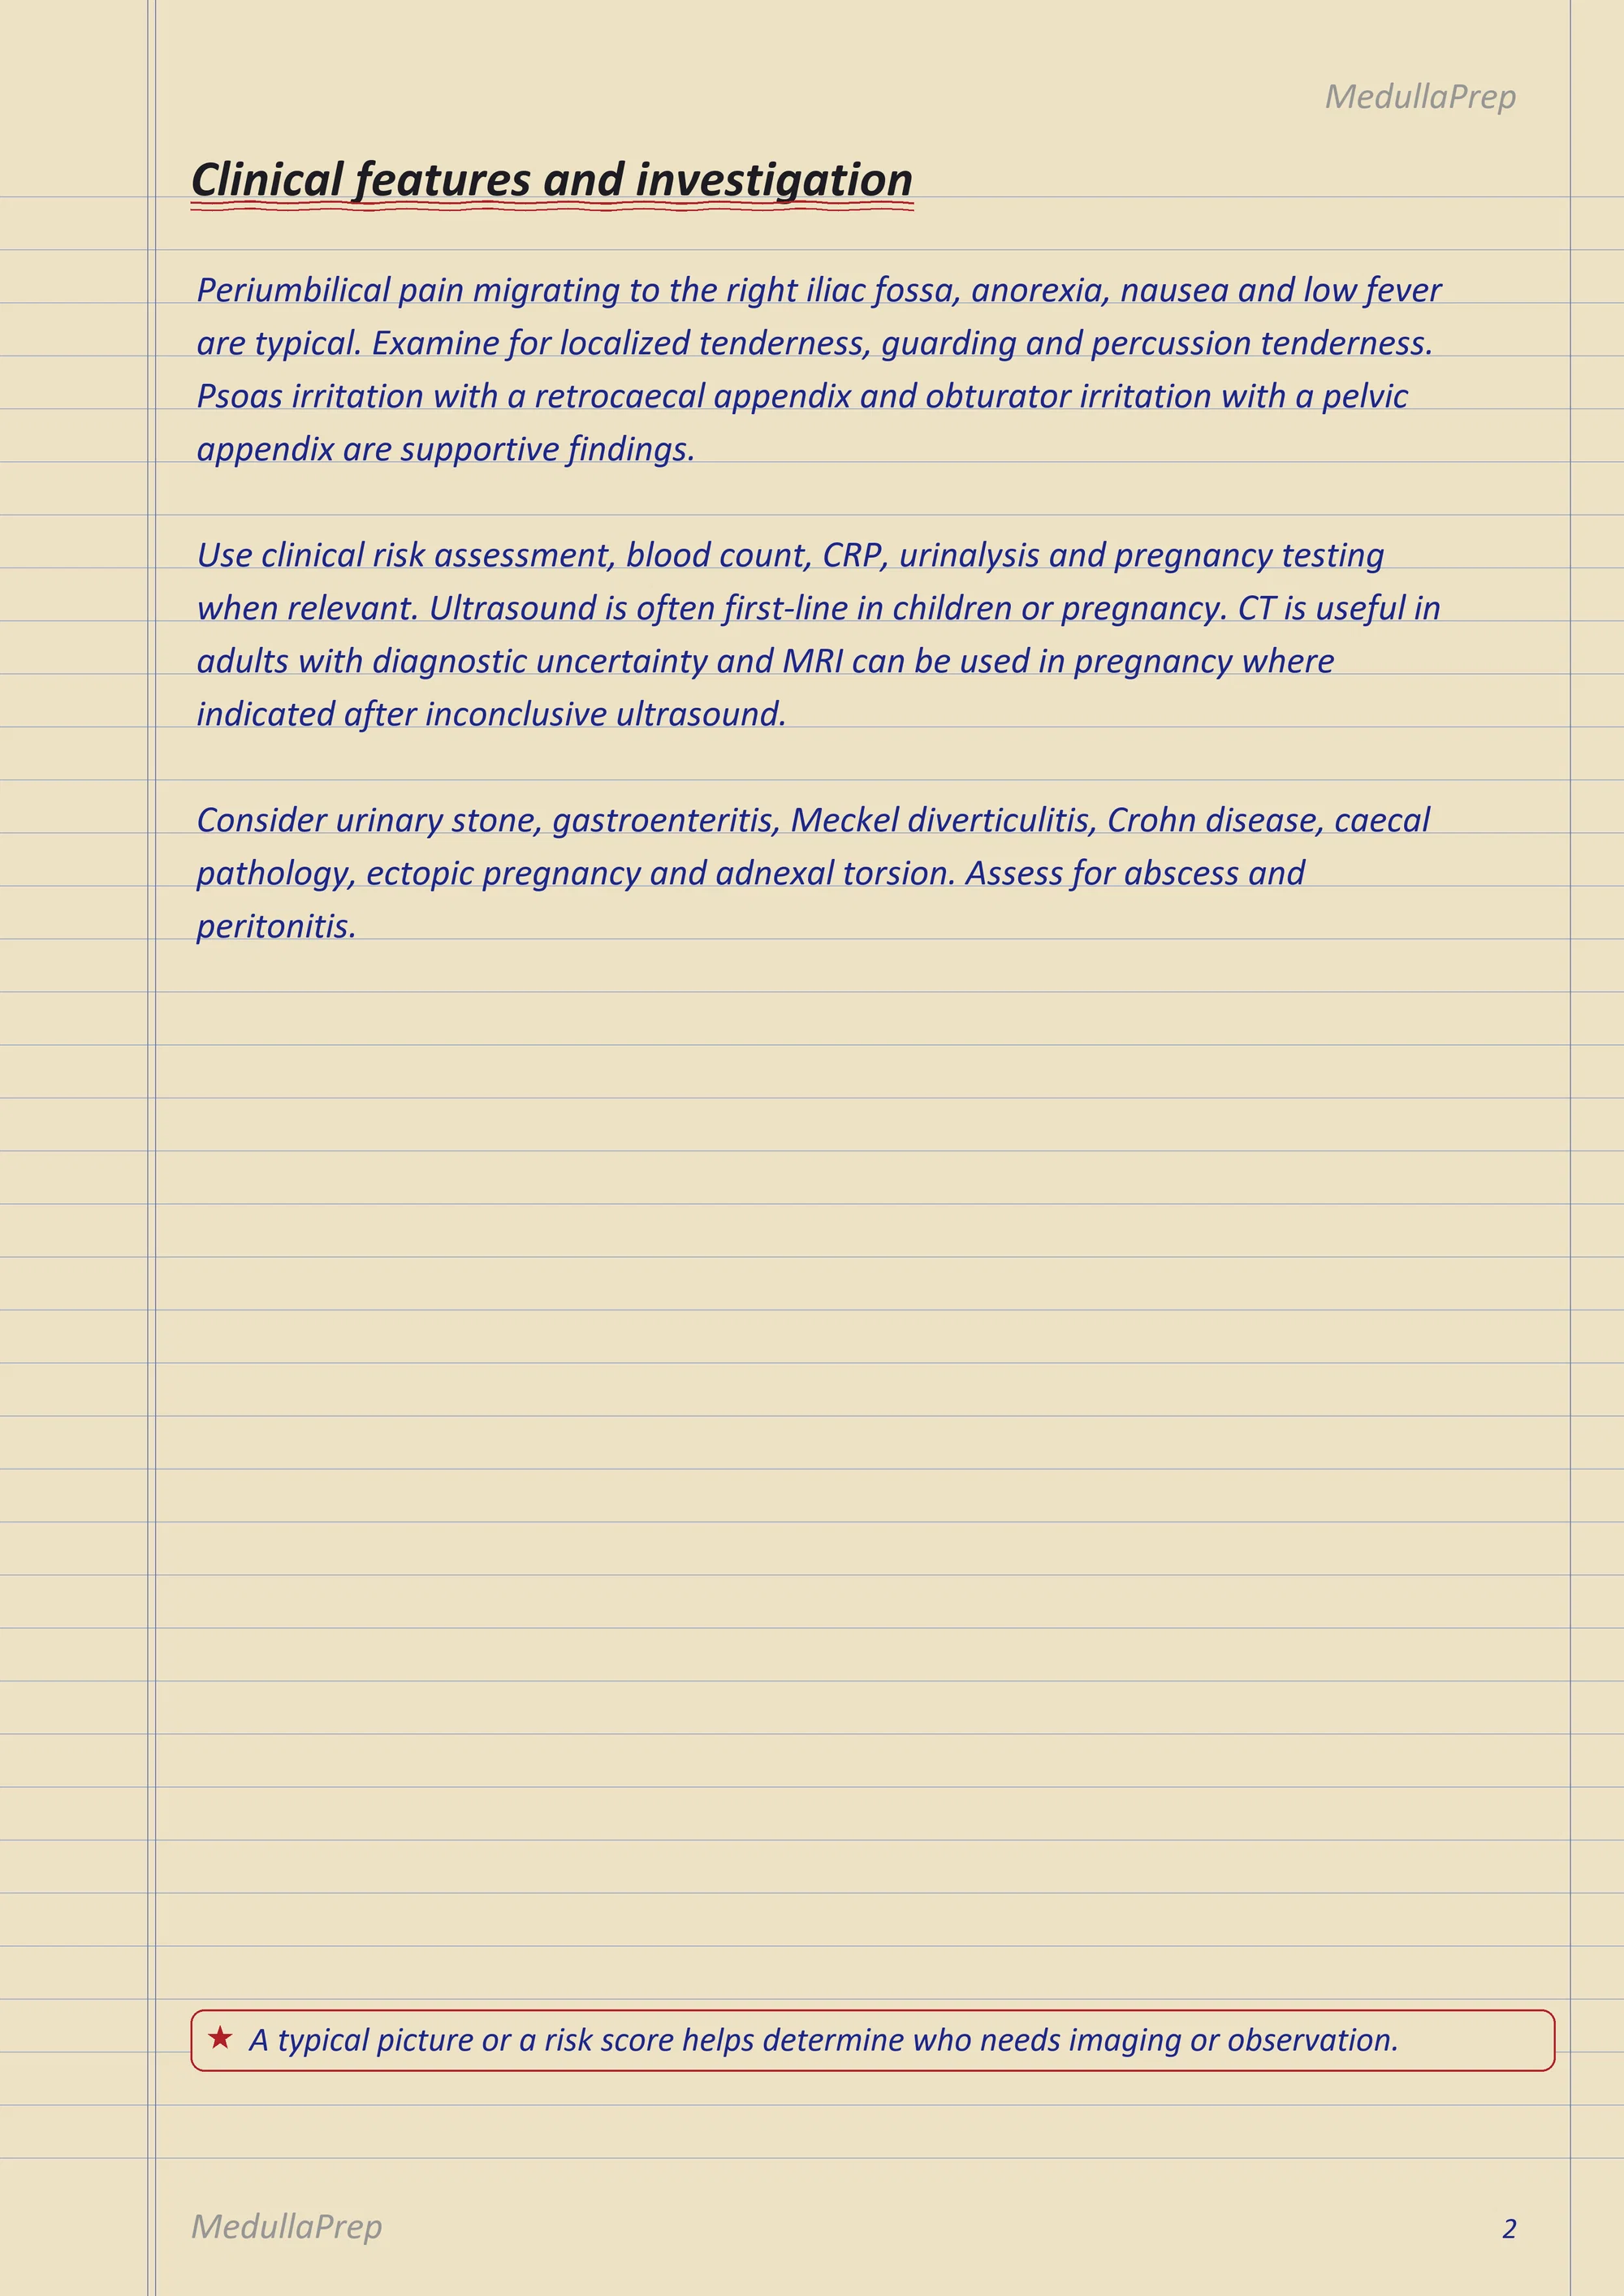 MedullaPrep
Clinical features and investigation
Periumbilical pain migrating to the right iliac fossa, anorexia, nausea and low fever
are typical. Examine for localized tenderness, guarding and percussion tenderness.
Psoas irritation with a retrocaecal appendix and obturator irritation with a pelvic
appendix are supportive findings.
Use clinical risk assessment, blood count, CRP, urinalysis and pregnancy testing
when relevant. Ultrasound is often first-line in children or pregnancy. CT is useful in
adults with diagnostic uncertainty and MRI can be used in pregnancy where
indicated after inconclusive ultrasound.
Consider urinary stone, gastroenteritis, Meckel diverticulitis, Crohn disease, caecal
pathology, ectopic pregnancy and adnexal torsion. Assess for abscess and
peritonitis.
★ A typical picture or a risk score helps determine who needs imaging or observation.
MedullaPrep
2